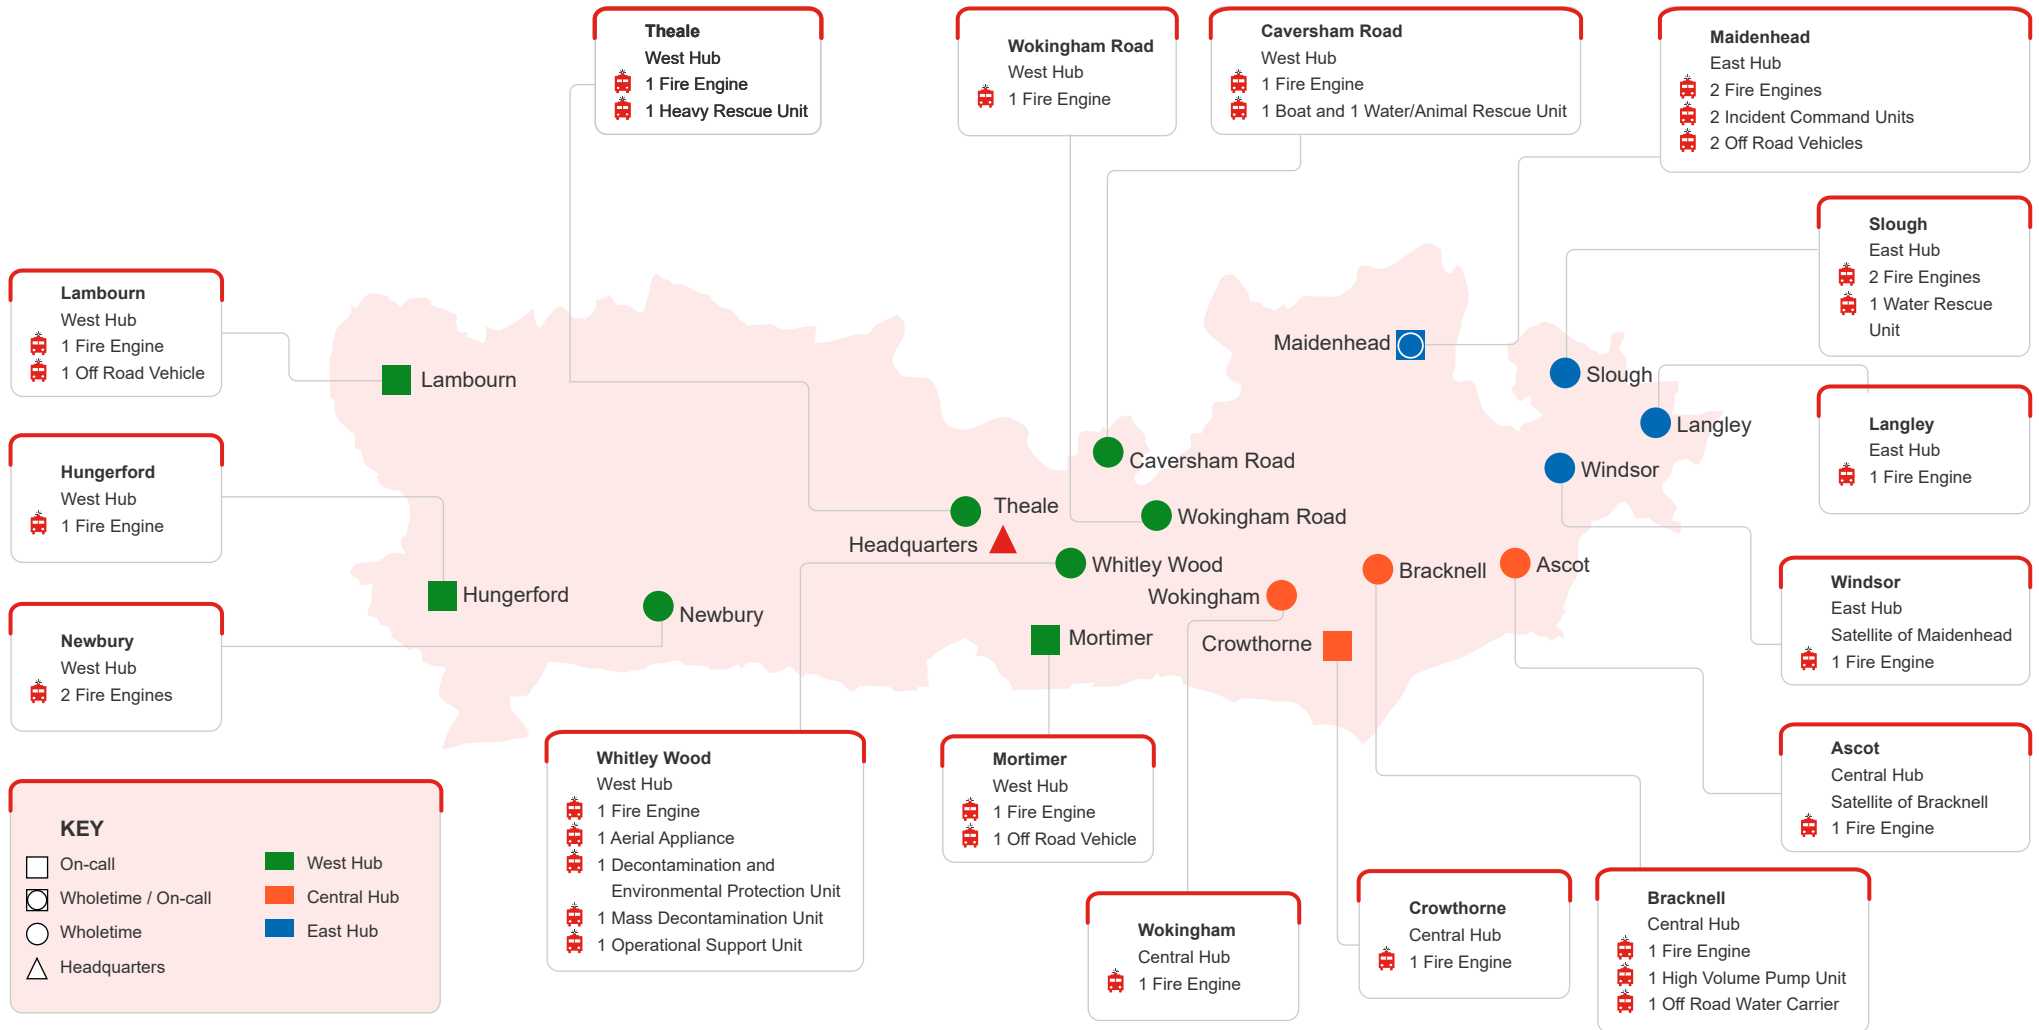 Theale
West Hub
1 Fire Engine
1 Heavy Rescue Unit
Wokingham Road
West Hub
1 Fire Engine
Caversham Road
West Hub
1 Fire Engine
1 Boat and 1 Water/Animal Rescue Unit
Maidenhead
East Hub
2 Fire Engines
2 Incident Command Units
2 Off Road Vehicles
Slough
East Hub
2 Fire Engines
1 Water Rescue
Unit
Lambourn
West Hub
1 Fire Engine
1 Off Road Vehicle
Hungerford
West Hub
1 Fire Engine
Newbury
West Hub
2 Fire Engines
Langley
East Hub
1 Fire Engine
Windsor
East Hub
Satellite of Maidenhead
1 Fire Engine
Ascot
Central Hub
Satellite of Bracknell
1 Fire Engine
Maidenhead
Slough
Lambourn
Langley
Caversham Road
Windsor
Theale
Wokingham Road
Headquarters
Whitley Wood
Bracknell
Ascot
Hungerford
Wokingham
Newbury
Mortimer
Crowthorne
Whitley Wood
West Hub
1 Fire Engine
1 Aerial Appliance
1 Decontamination and
Environmental Protection Unit
1 Mass Decontamination Unit
1 Operational Support Unit
Mortimer
West Hub
1 Fire Engine
1 Off Road Vehicle
Wokingham
Central Hub
1 Fire Engine
Crowthorne
Central Hub
1 Fire Engine
Bracknell
Central Hub
1 Fire Engine
1 High Volume Pump Unit
1 Off Road Water Carrier
KEY
On-call
Wholetime / On-call
Wholetime
Headquarters
West Hub
Central Hub
East Hub